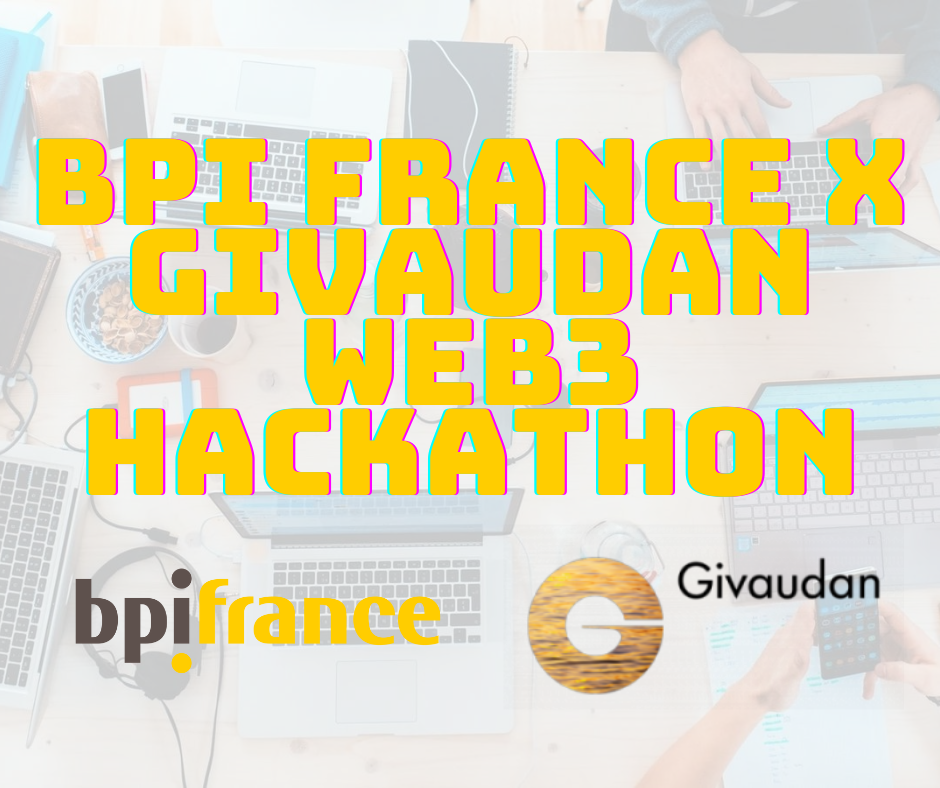 BPI FRANCE X
GIVAUDAN
WEB3
HACKATHON
bpifrance
Givaudan